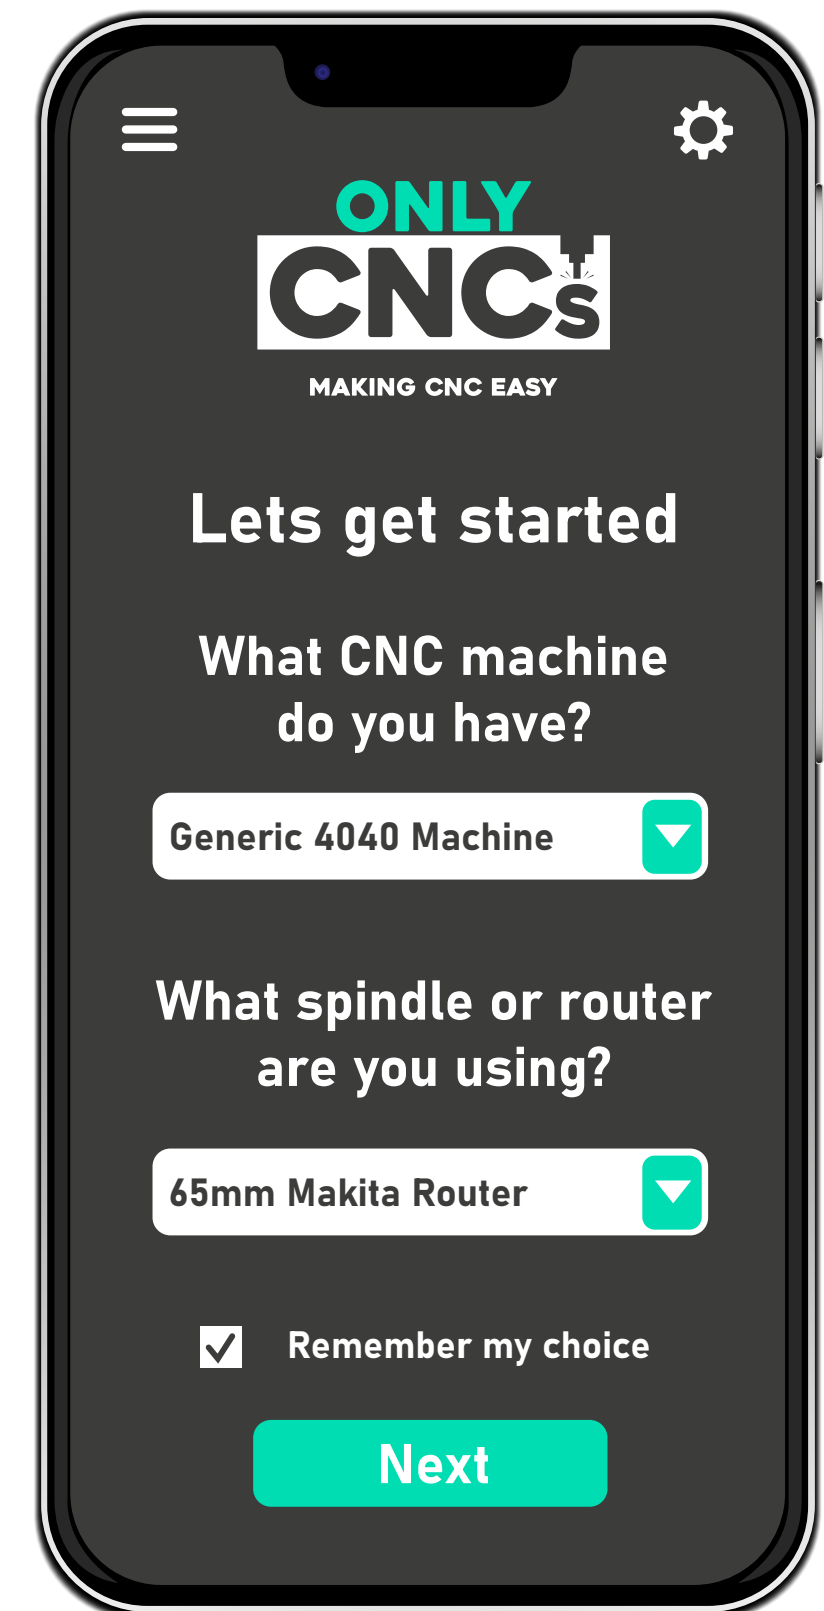 ONLY
CNCs
MAKING CNC EASY
Lets get started
What CNC machine
do you have?
Generic 4040 Machine
What spindle or router
are you using?
65mm Makita Router
Remember my choice
Next